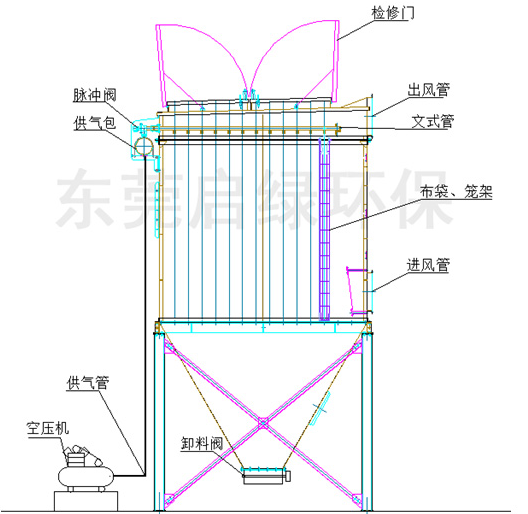 检修门
出风管
脉冲阀
供气包
文式管
东莞启绿环保
布袋、笼架
进风管
供气管
空压机
卸料阀